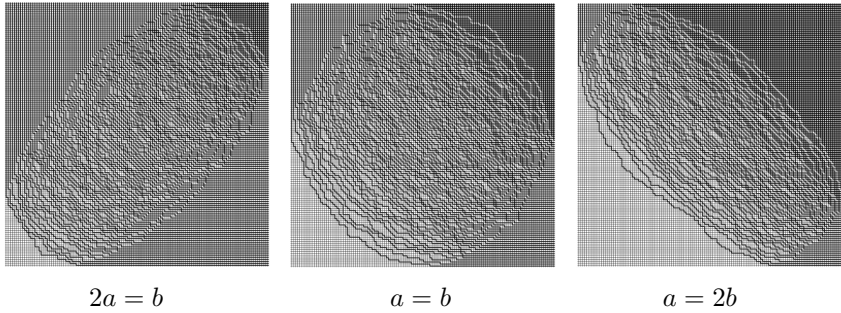 2a = b a = b a = 2b